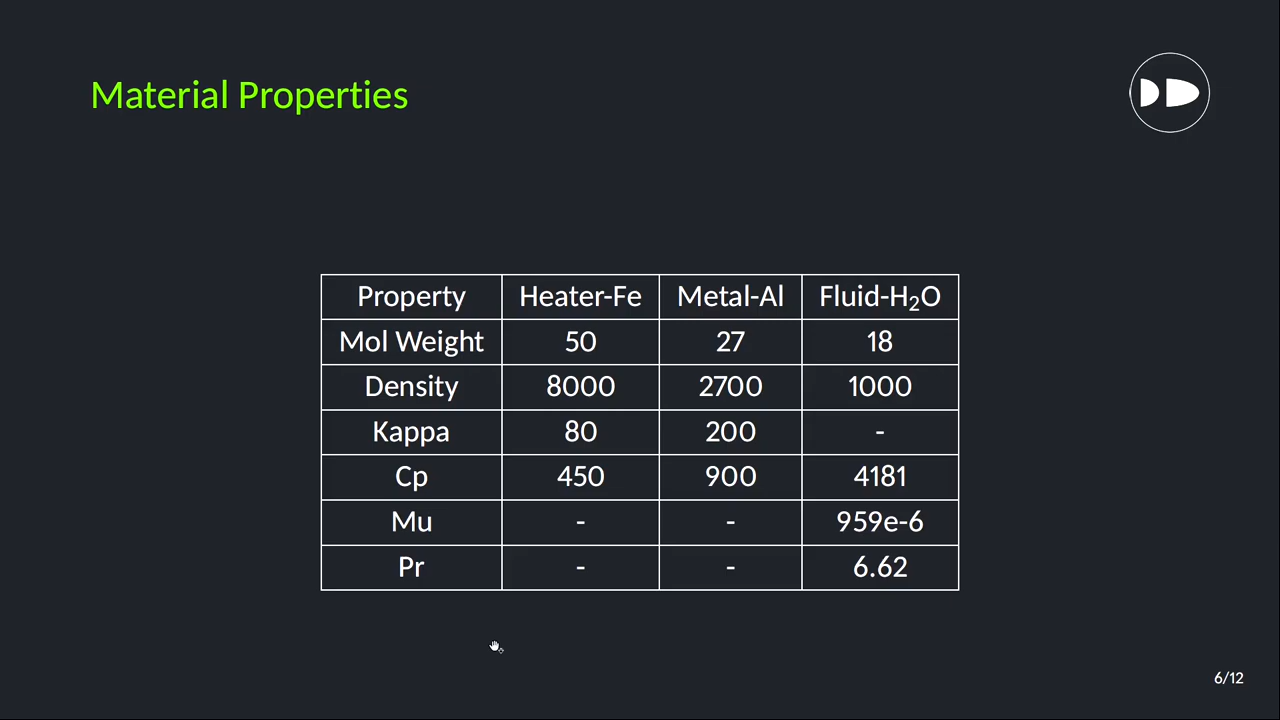 Material Properties
Property Heater-Fe Metal-Al Fluid-H₂O
Mol Weight 50 27 18
Density 8000 2700 1000
Kappa 80 200 -
Cp 450 900 4181
Mu - - 959e-6
Pr - - 6.62
6/12